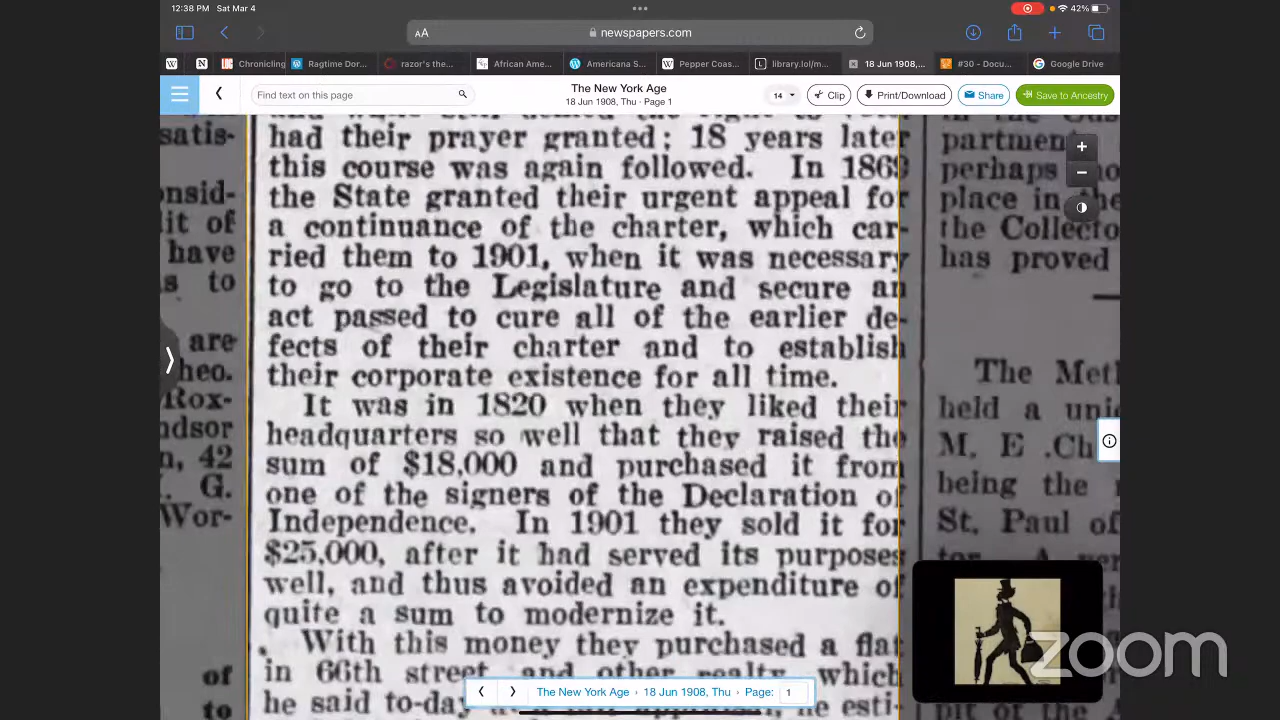 12:38 PM Sat Mar 4
42%
AA
newspapers.com
Chronicling
Ragtime Dor...
razor's the...
African Ame...
Americana S...
Pepper Coas...
library.lol/m...
18 Jun 1908,...
#30 - Docu...
Google Drive
Find text on this page
The New York Age
18 Jun 1908, Thu · Page 1
14
Clip
Print/Download
Share
Save to Ancestry
had their prayer granted; 18 years later
this course was again followed. In 1869
the State granted their urgent appeal for
a continuance of the charter, which car-
ried them to 1901, when it was necessary
to go to the Legislature and secure an
act passed to cure all of the earlier de-
fects of their charter and to establish
their corporate existence for all time.
It was in 1820 when they liked their
headquarters so well that they raised the
sum of $18,000 and purchased it from
one of the signers of the Declaration of
Independence. In 1901 they sold it for
$25,000, after it had served its purposes
well, and thus avoided an expenditure of
quite a sum to modernize it.
With this money they purchased a flat
in 66th street and other realty, which
he said to-day
satis-
onsid-
it of
have
s to
are
heo.
Rox-
ndsor
n, 42
G.
Wor-
of
to
partment
perhaps
place in the
the Collecto
has proved
The Met
held a uni
M. E .Ch
being the
St. Paul of
The New York Age · 18 Jun 1908, Thu · Page: 1
zoom